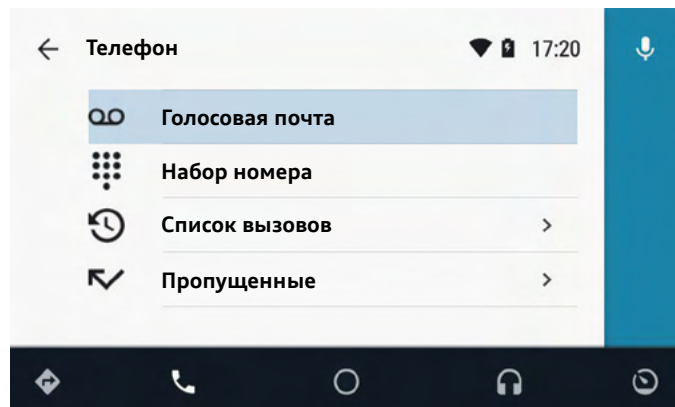 Телефон 17:20
Голосовая почта
Набор номера
Список вызовов
Пропущенные